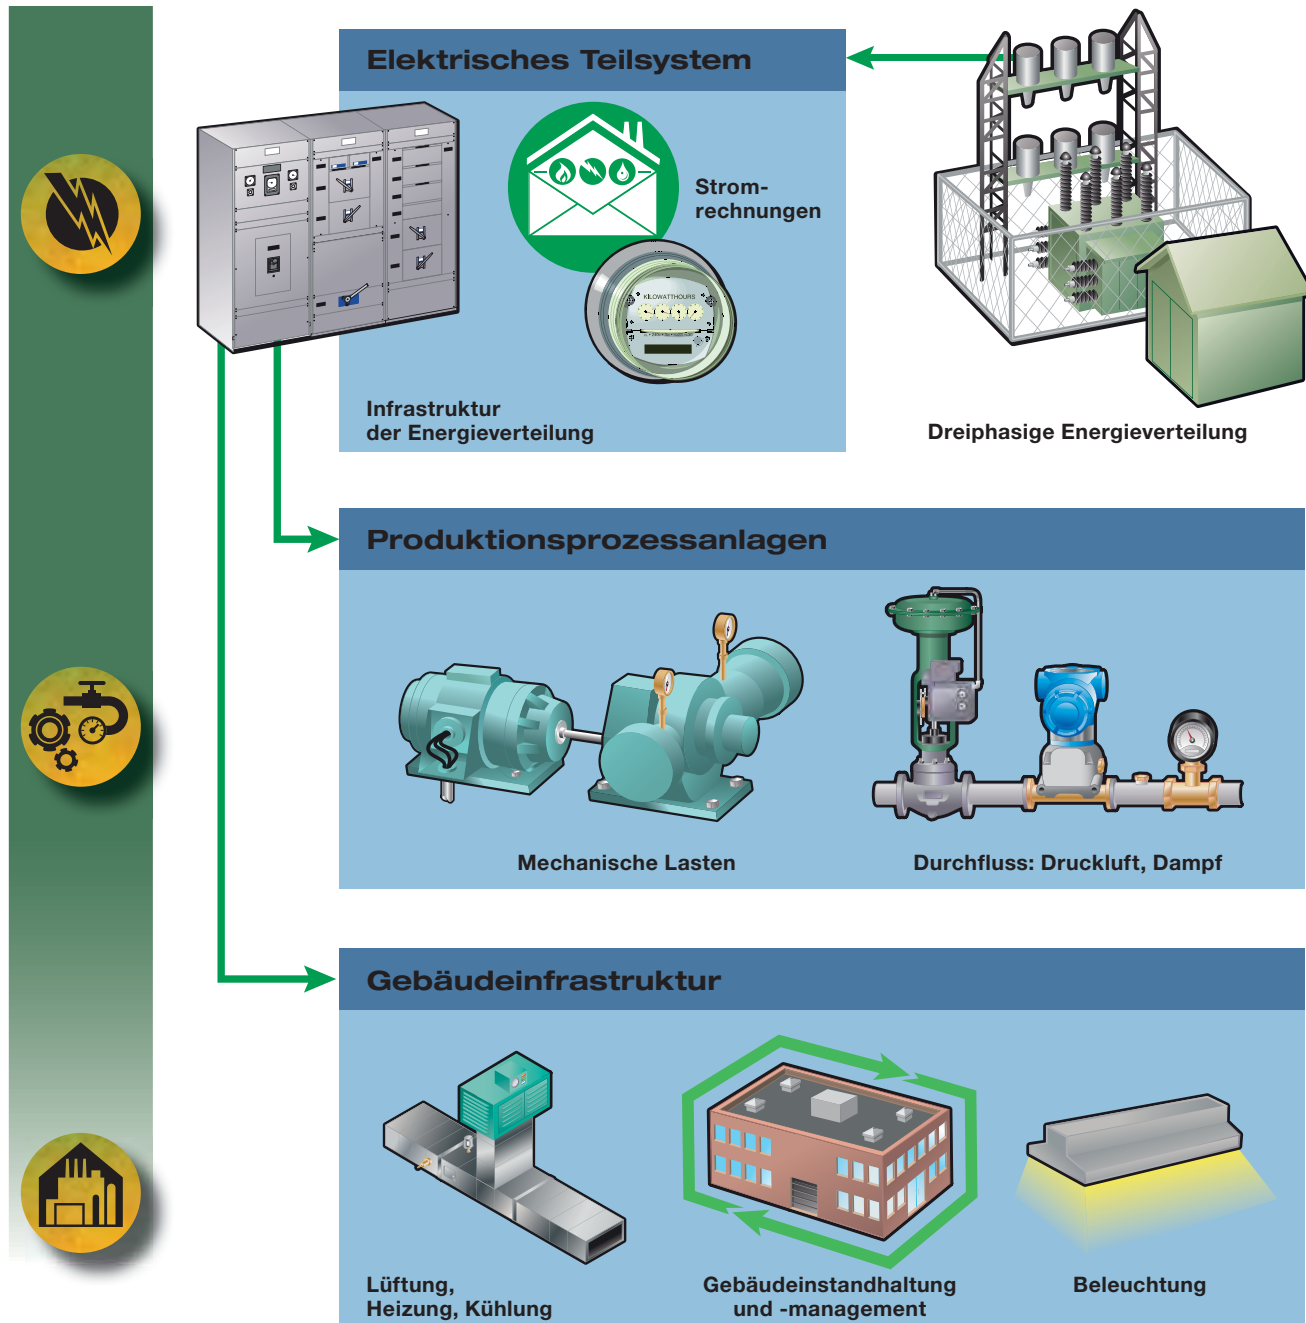 Elektrisches Teilsystem
Strom-
rechnungen
KILOWATTHOURS
Infrastruktur
der Energieverteilung
Dreiphasige Energieverteilung
Produktionsprozessanlagen
Mechanische Lasten
Durchfluss: Druckluft, Dampf
Gebäudeinfrastruktur
Lüftung,
Heizung, Kühlung
Gebäudeinstandhaltung
und -management
Beleuchtung